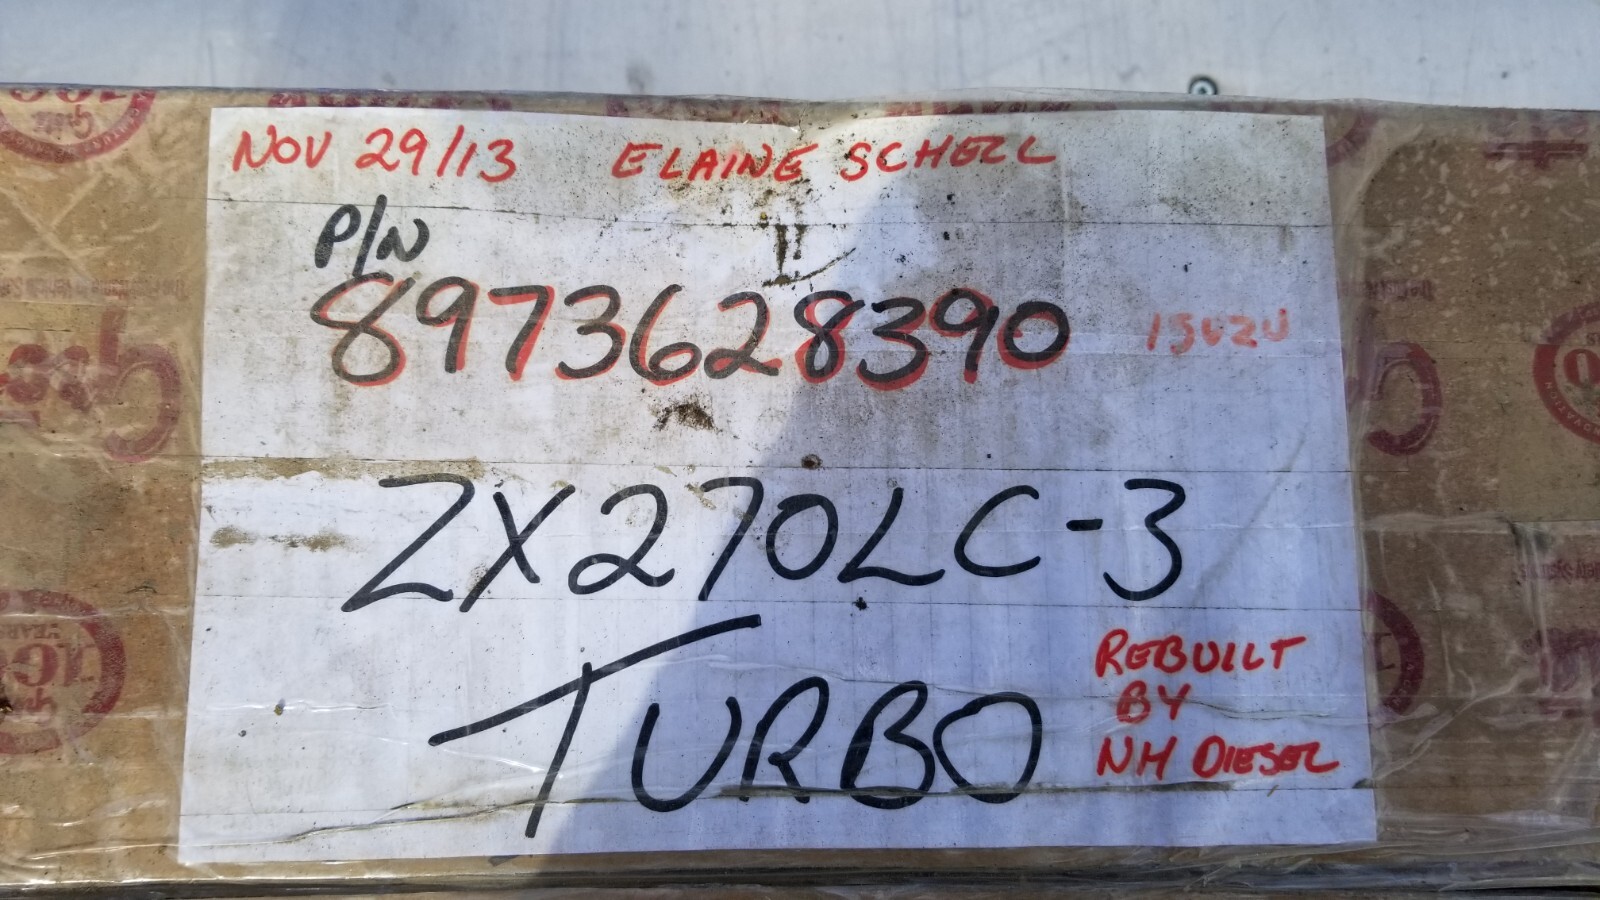 NOV 29/13 ELAINE SCHELL
P/N
8973628390 ISUZU
ZX270LC-3
TURBO
REBUILT
BY
NH DIESEL